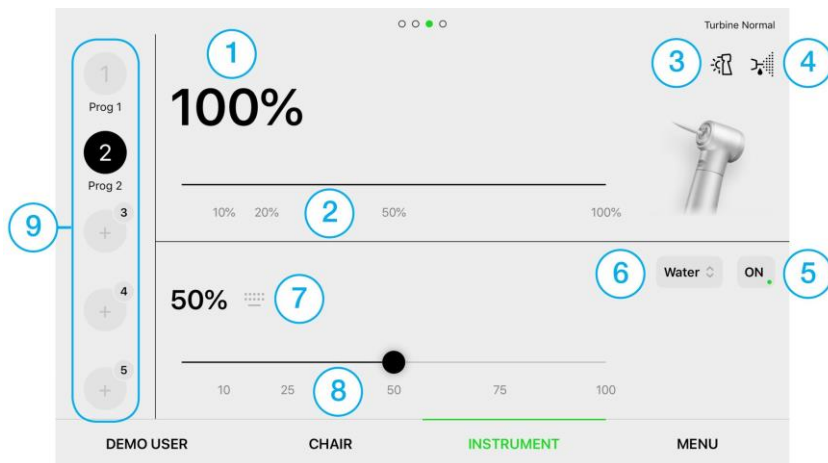 Turbine Normal
1
3
4
1
Prog 1
100%
2
Prog 2
10% 20% 2 50% 100%
3
+
9
6
Water
ON
5
50%
7
4
+
5
+
10 25 8 50 75 100
DEMO USER CHAIR INSTRUMENT MENU